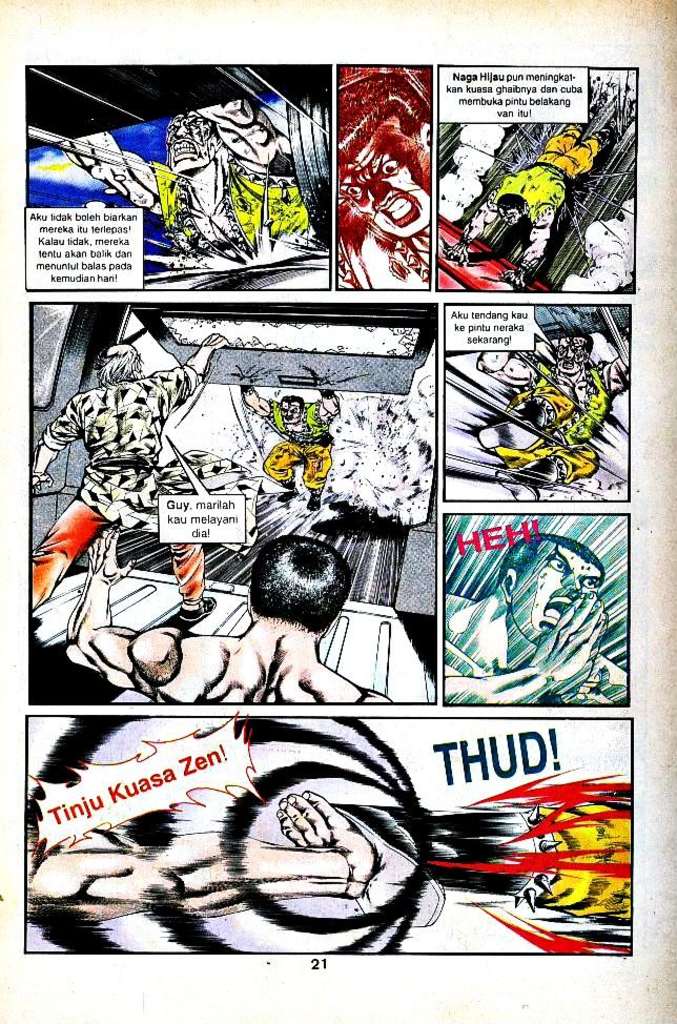 Aku tidak boleh biarkan
mereka itu terlepas!
Kalau tidak, mereka
tentu akan balik dan
menuntut balas pada
kemudian hari!
Naga Hijau pun meningkat-
kan kuasa ghaibnya dan cuba
membuka pintu belakang
van itu!
Guy, marilah
kau melayani
dia!
Aku tendang kau
ke pintu neraka
sekarang!
HEH!
Tinju Kuasa Zen!
THUD!
21